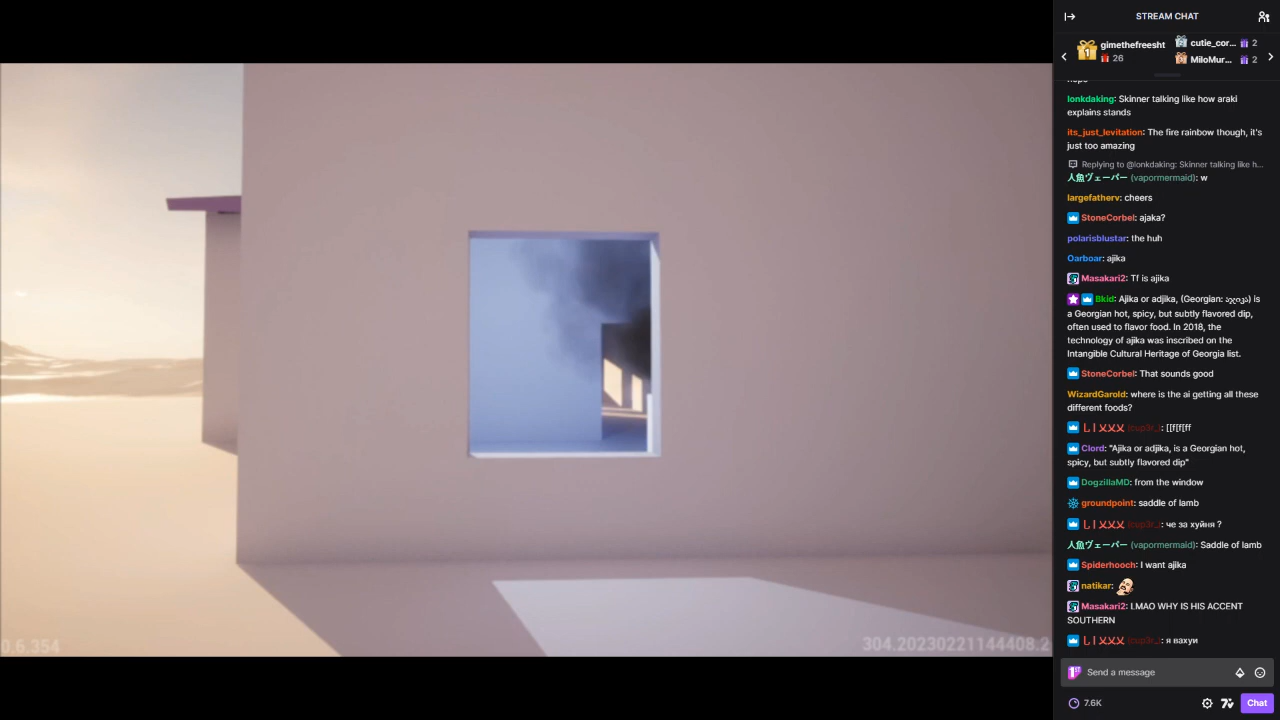 STREAM CHAT
gimethefreesht
26
cutie_cor... 2
MiloMur... 2
lonkdaking: Skinner talking like how araki
explains stands
its_just_levitation: The fire rainbow though, it's
just too amazing
Replying to @lonkdaking: Skinner talking like h...
人魚ヴェーパー (vapormermaid): w
largefatherv: cheers
StoneCorbel: ajaka?
polarisblustar: the huh
Oarboar: ajika
Masakari2: Tf is ajika
Bkid: Ajika or adjika, (Georgian: აჯიკა) is
a Georgian hot, spicy, but subtly flavored dip,
often used to flavor food. In 2018, the
technology of ajika was inscribed on the
Intangible Cultural Heritage of Georgia list.
StoneCorbel: That sounds good
WizardGarold: where is the ai getting all these
different foods?
[[f[f[ff
Clord: "Ajika or adjika, is a Georgian hot,
spicy, but subtly flavored dip"
DogzillaMD: from the window
groundpoint: saddle of lamb
: че за хуйня ?
人魚ヴェーパー (vapormermaid): Saddle of lamb
Spiderhooch: I want ajika
natikar:
Masakari2: LMAO WHY IS HIS ACCENT
SOUTHERN
: я вахуи
0.6.354
304.20230221144408.2
Send a message
7.6K
Chat